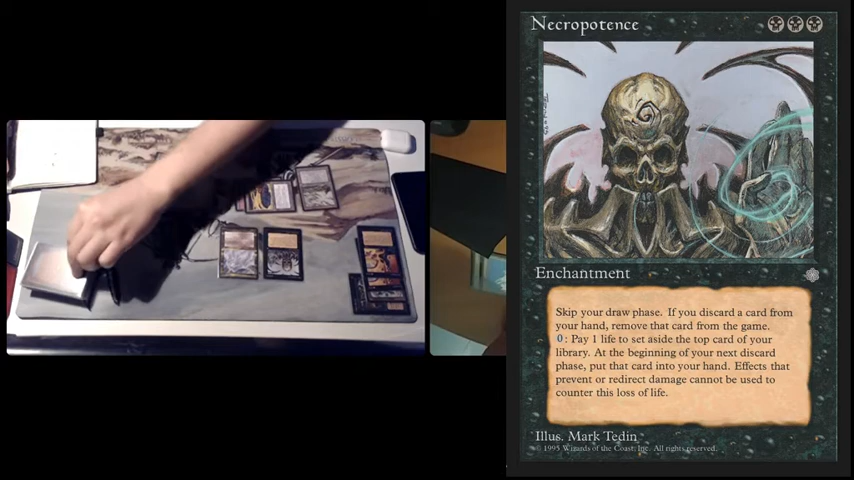 Necropotence
Enchantment
Skip your draw phase. If you discard a card from
your hand, remove that card from the game.
0: Pay 1 life to set aside the top card of your
library. At the beginning of your next discard
phase, put that card into your hand. Effects that
prevent or redirect damage cannot be used to
counter this loss of life.
Illus. Mark Tedin
© 1995 Wizards of the Coast, Inc. All rights reserved.